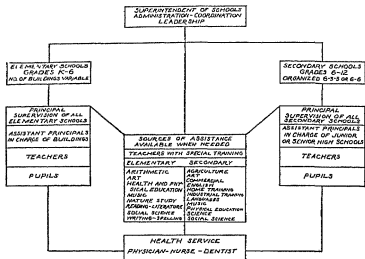 SUPERINTENDENT OF SCHOOLS
ADMINISTRATION-COORDINATION
LEADERSHIP
ELEMENTARY SCHOOLS
GRADES K-6
NO. OF BUILDINGS VARIABLE
SECONDARY SCHOOLS
GRADES 6-12
ORGANIZED 6-3-3 OR 6-6
PRINCIPAL
SUPERVISION OF ALL
ELEMENTARY SCHOOLS
ASSISTANT PRINCIPALS
IN CHARGE OF BUILDINGS
TEACHERS
PUPILS
SOURCES OF ASSISTANCE
AVAILABLE WHEN NEEDED
TEACHERS WITH SPECIAL TRAINING
ELEMENTARY
ARITHMETIC
ART
HEALTH AND PHY
SICAL EDUCATION
MUSIC
NATURE STUDY
READING-LITERATURE
SOCIAL SCIENCE
WRITING-SPELLING
SECONDARY
AGRICULTURE
ART
COMMERCIAL
ENGLISH
HOME TRAINING
INDUSTRIAL TRAINING
LANGUAGES
MUSIC
PHYSICAL EDUCATION
SCIENCE
SOCIAL SCIENCE
PRINCIPAL
SUPERVISION OF ALL
SECONDARY SCHOOLS
ASSISTANT PRINCIPALS
IN CHARGE OF JUNIOR
OR SENIOR HIGH SCHOOLS
TEACHERS
PUPILS
HEALTH SERVICE
PHYSICIAN-NURSE-DENTIST